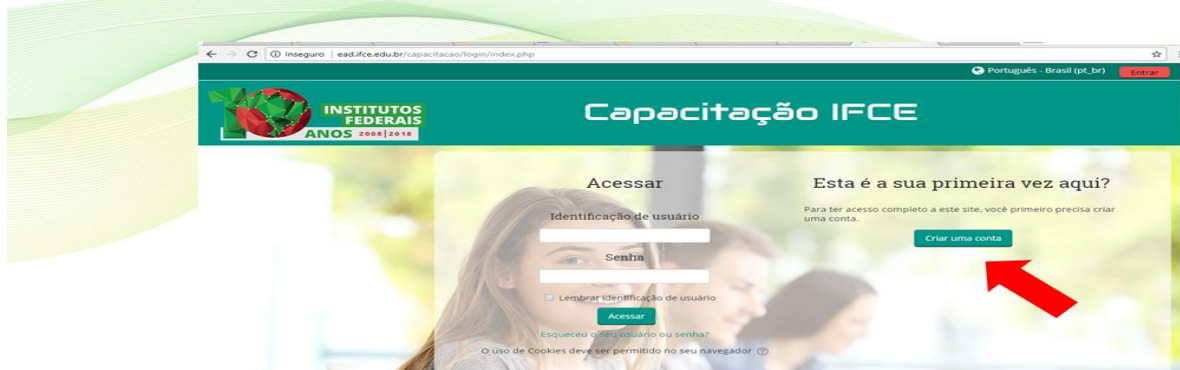 Inseguro | ead.ifce.edu.br/capacitacao/login/index.php
Português - Brasil (pt_br) Entrar
10
INSTITUTOS
FEDERAIS
ANOS 2008|2018
Capacitação IFCE
Acessar
Identificação de usuário
Senha
Lembrar identificação de usuário
Acessar
Esqueceu o seu usuário ou senha?
O uso de Cookies deve ser permitido no seu navegador
Esta é a sua primeira vez aqui?
Para ter acesso completo a este site, você primeiro precisa criar
uma conta.
Criar uma conta